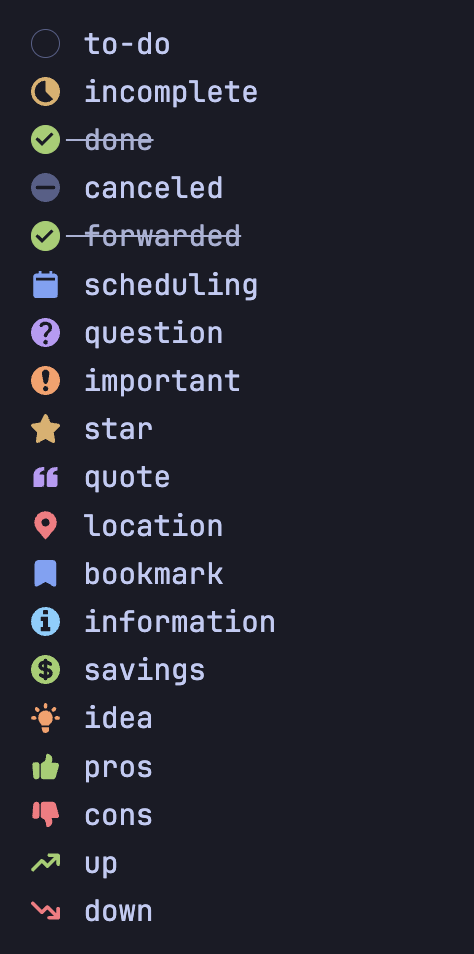 to-do
incomplete
done
canceled
forwarded
scheduling
question
important
star
quote
location
bookmark
information
savings
idea
pros
cons
up
down